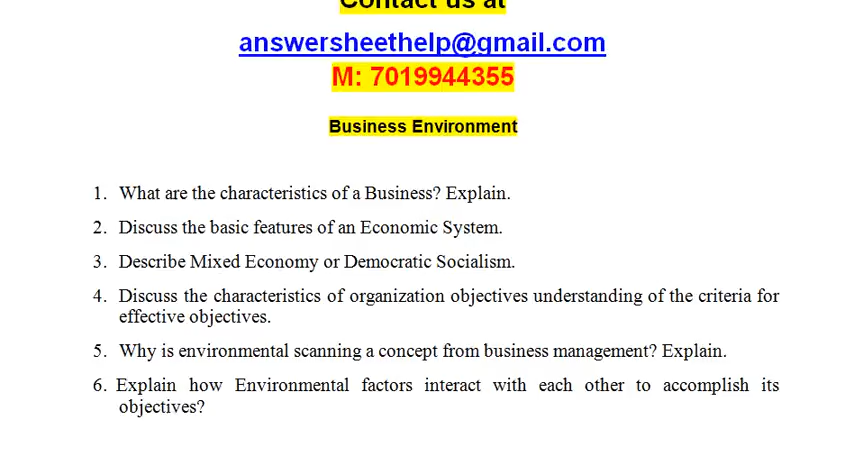 Contact us at
answersheethelp@gmail.com
M: 7019944355
Business Environment
1. What are the characteristics of a Business? Explain.
2. Discuss the basic features of an Economic System.
3. Describe Mixed Economy or Democratic Socialism.
4. Discuss the characteristics of organization objectives understanding of the criteria for
effective objectives.
5. Why is environmental scanning a concept from business management? Explain.
6. Explain how Environmental factors interact with each other to accomplish its
objectives?